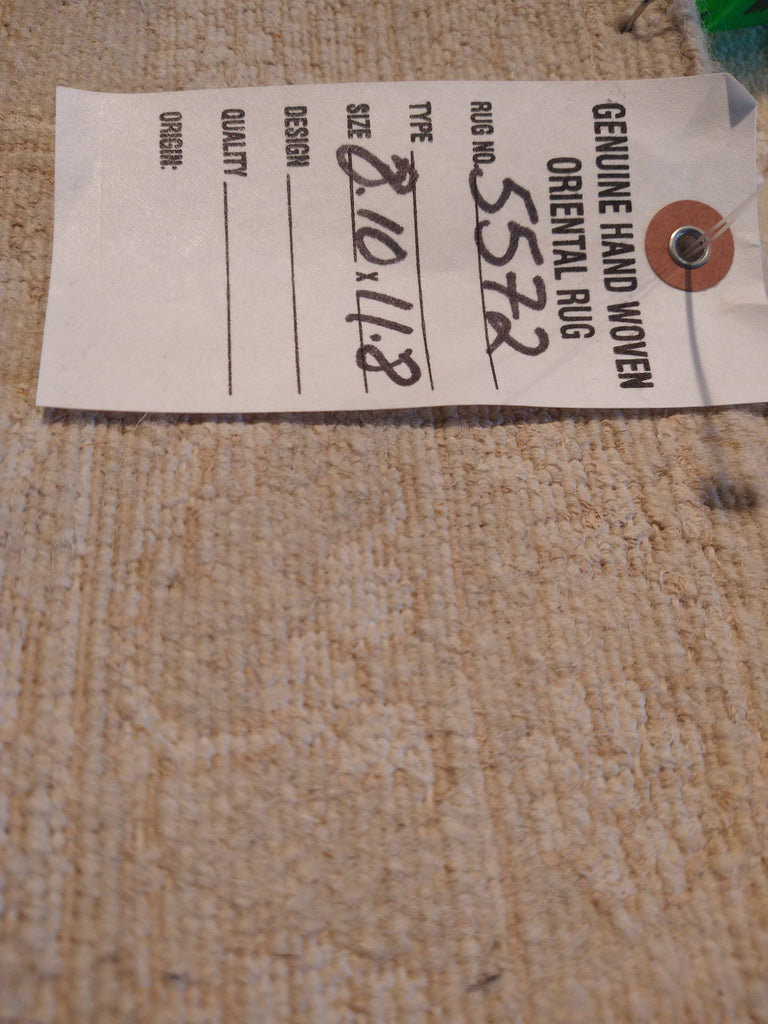 GENUINE HAND WOVEN
ORIENTAL RUG
RUG NO. 5572
TYPE
SIZE 8.10 x 11.8
DESIGN
QUALITY
ORIGIN: